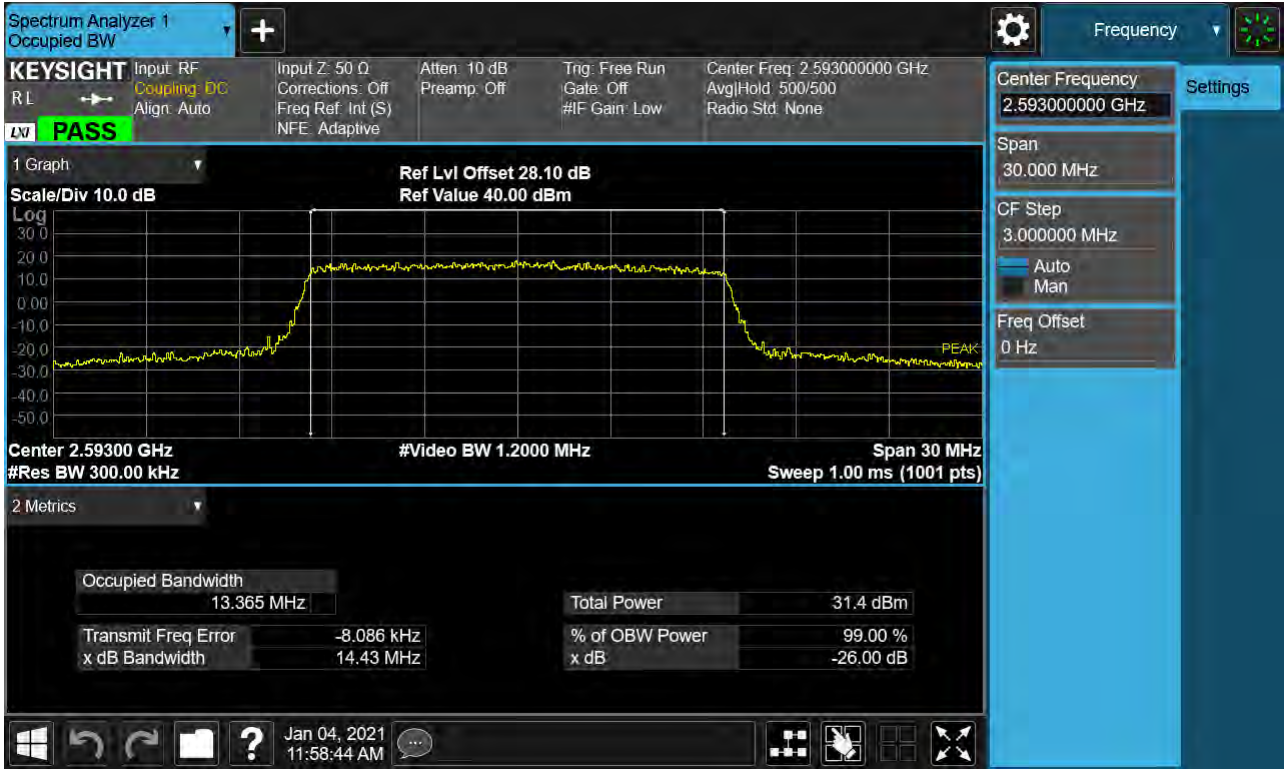 Spectrum Analyzer 1
Occupied BW
Frequency
KEYSIGHT
R L
LXI
PASS
Input: RF
Coupling: DC
Align: Auto
Input Z: 50 Ω
Corrections: Off
Freq Ref: Int (S)
NFE: Adaptive
Atten: 10 dB
Preamp: Off
Trig: Free Run
Gate: Off
#IF Gain: Low
Center Freq: 2.593000000 GHz
Avg|Hold: 500/500
Radio Std: None
Center Frequency
2.593000000 GHz
Settings
Span
30.000 MHz
CF Step
3.000000 MHz
Auto
Man
Freq Offset
0 Hz
1 Graph
Scale/Div 10.0 dB
Ref Lvl Offset 28.10 dB
Ref Value 40.00 dBm
Log
30.0
20.0
10.0
0.00
-10.0
-20.0
-30.0
-40.0
-50.0
PEAK
Center 2.59300 GHz
#Video BW 1.2000 MHz
Span 30 MHz
#Res BW 300.00 kHz
Sweep 1.00 ms (1001 pts)
2 Metrics
Occupied Bandwidth
13.365 MHz
Total Power 31.4 dBm
Transmit Freq Error -8.086 kHz
% of OBW Power 99.00 %
x dB Bandwidth 14.43 MHz
x dB -26.00 dB
Jan 04, 2021
11:58:44 AM